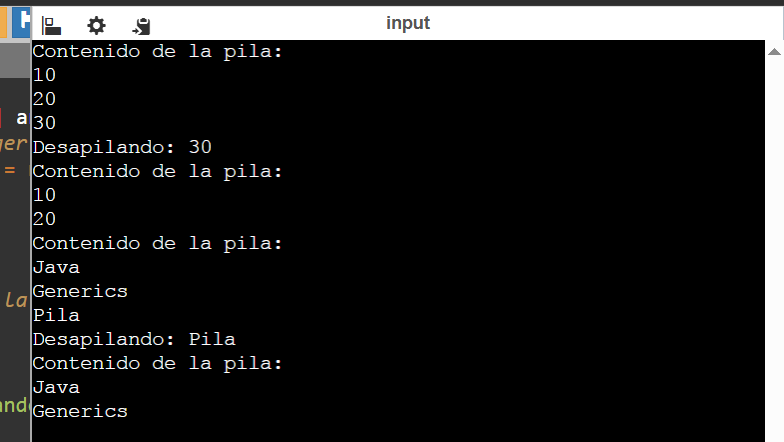 input
Contenido de la pila:
10
20
30
Desapilando: 30
Contenido de la pila:
10
20
Contenido de la pila:
Java
Generics
Pila
Desapilando: Pila
Contenido de la pila:
Java
Generics
a
=
la